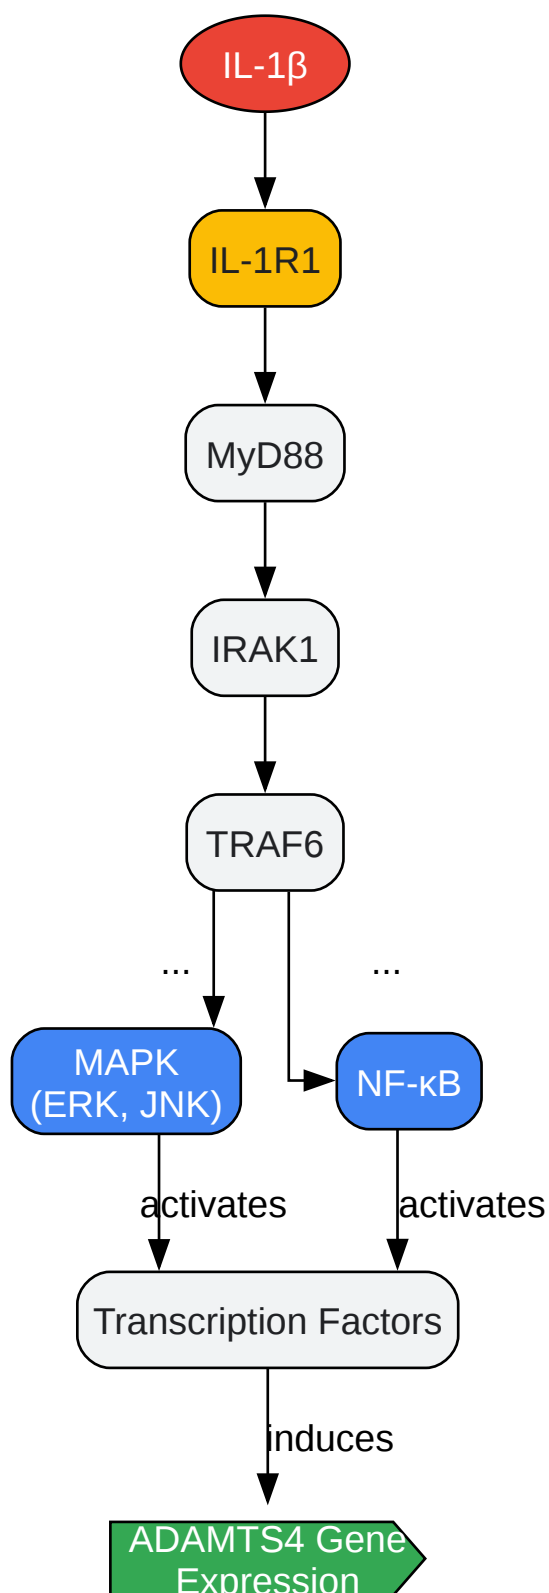 IL-1β
IL-1R1
MyD88
IRAK1
TRAF6
... ...
MAPK
(ERK, JNK)
NF-κB
activates activates
Transcription Factors
induces
ADAMTS4 Gene
Expression